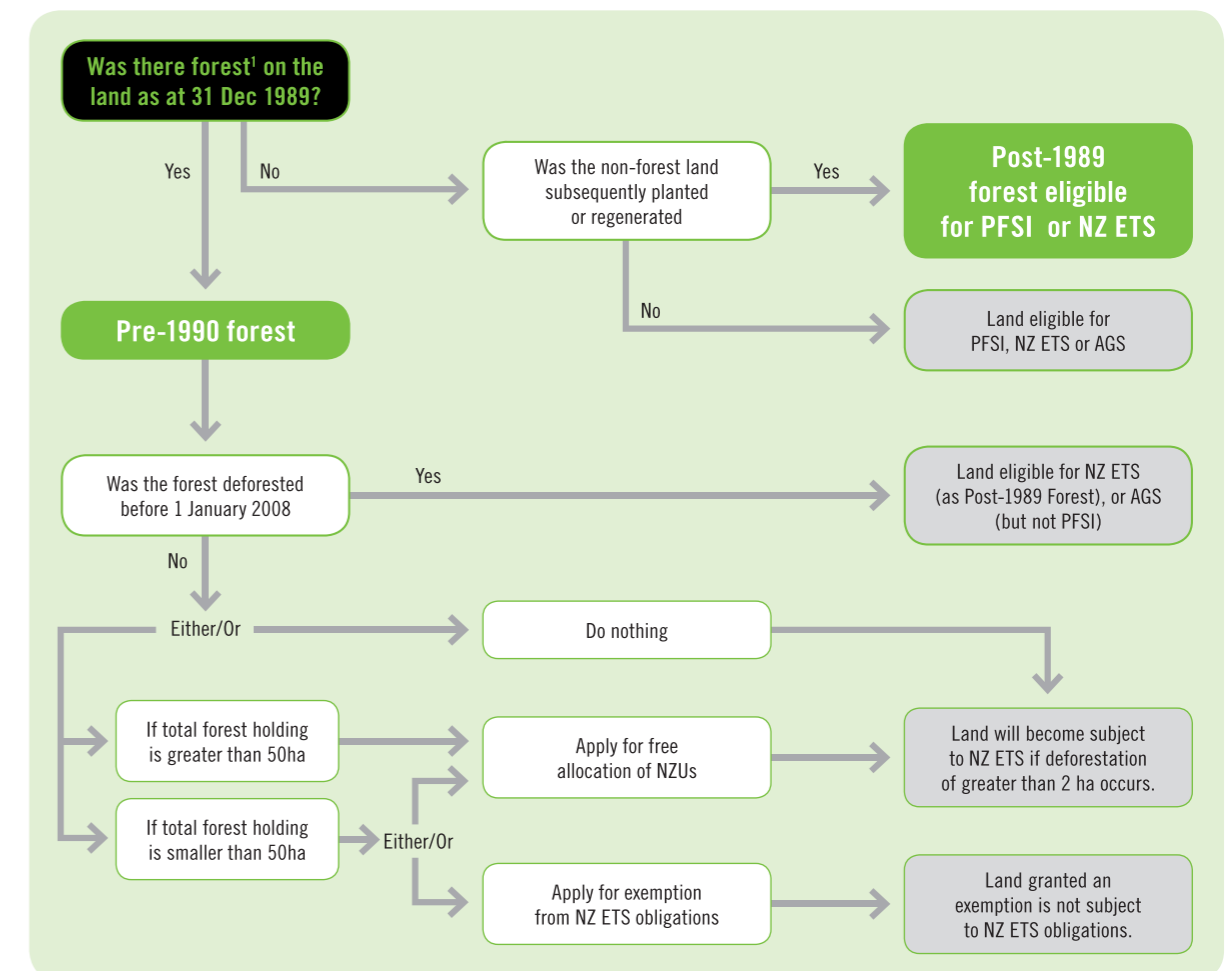 Was there forest¹ on the
land as at 31 Dec 1989?
Yes
No
Was the non-forest land
subsequently planted
or regenerated
Yes
Post-1989
forest eligible
for PFSI or NZ ETS
No
Land eligible for
PFSI, NZ ETS or AGS
Pre-1990 forest
Was the forest deforested
before 1 January 2008
Yes
Land eligible for NZ ETS
(as Post-1989 Forest), or AGS
(but not PFSI)
No
Either/Or
Do nothing
If total forest holding
is greater than 50ha
Apply for free
allocation of NZUs
Land will become subject
to NZ ETS if deforestation
of greater than 2 ha occurs.
If total forest holding
is smaller than 50ha
Either/Or
Apply for exemption
from NZ ETS obligations
Land granted an
exemption is not subject
to NZ ETS obligations.